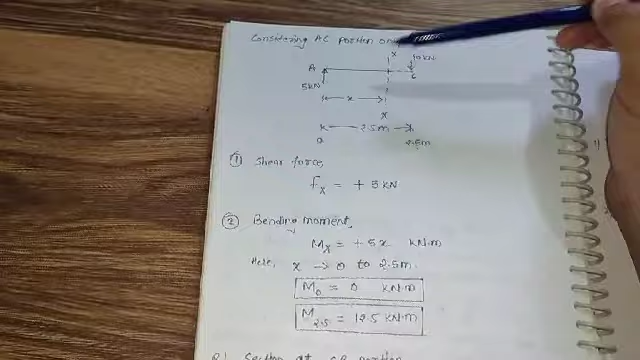 Considering AC portion
x
10 KN
A
C
5KN
x
x
2.5m
0
2.5m
① Shear force,
Fx = + 5 KN
② Bending moment,
Mx = + 5x KN.m
Here, x → 0 to 2.5m.
M0 = 0 KN.m
M2.5 = 12.5 KN.m